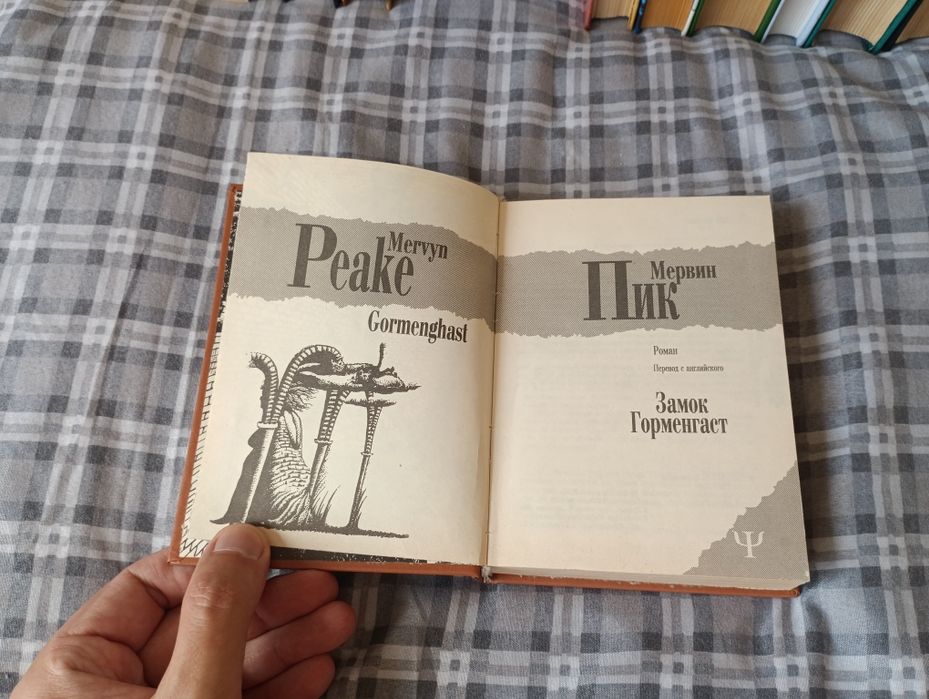 Mervyn
Peake
Gormenghast
Мервин
Пик
Роман
Перевод с английского
Замок
Горменгаст
Ψ